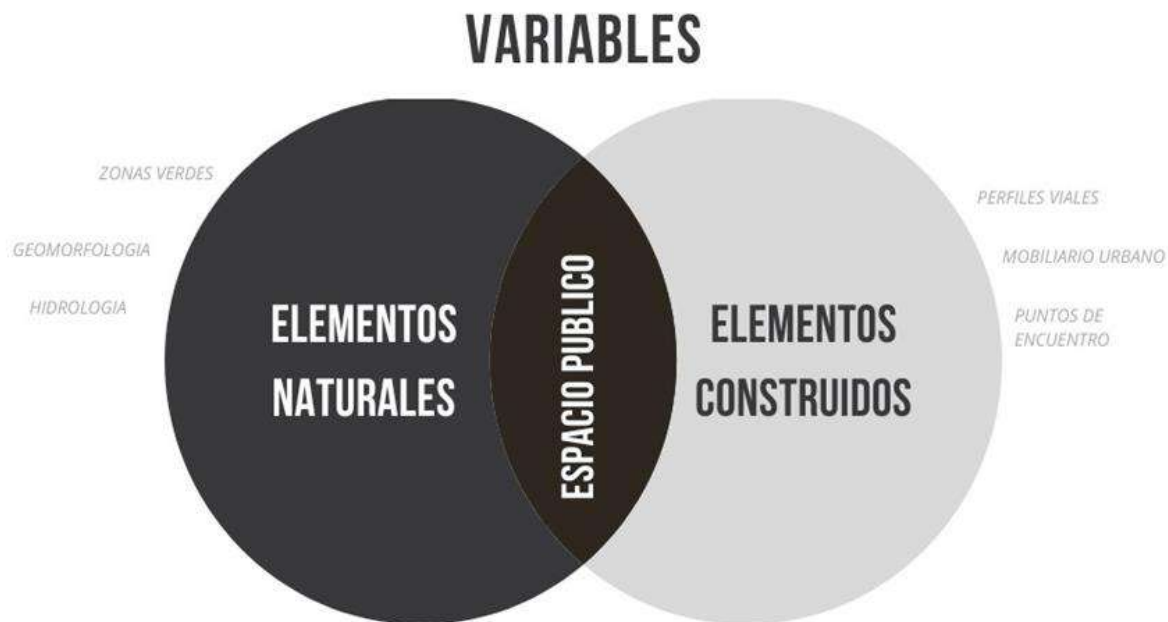 VARIABLES
ZONAS VERDES
GEOMORFOLOGIA
HIDROLOGIA
ELEMENTOS
NATURALES
ESPACIO PUBLICO
ELEMENTOS
CONSTRUIDOS
PERFILES VIALES
MOBILIARIO URBANO
PUNTOS DE
ENCUENTRO